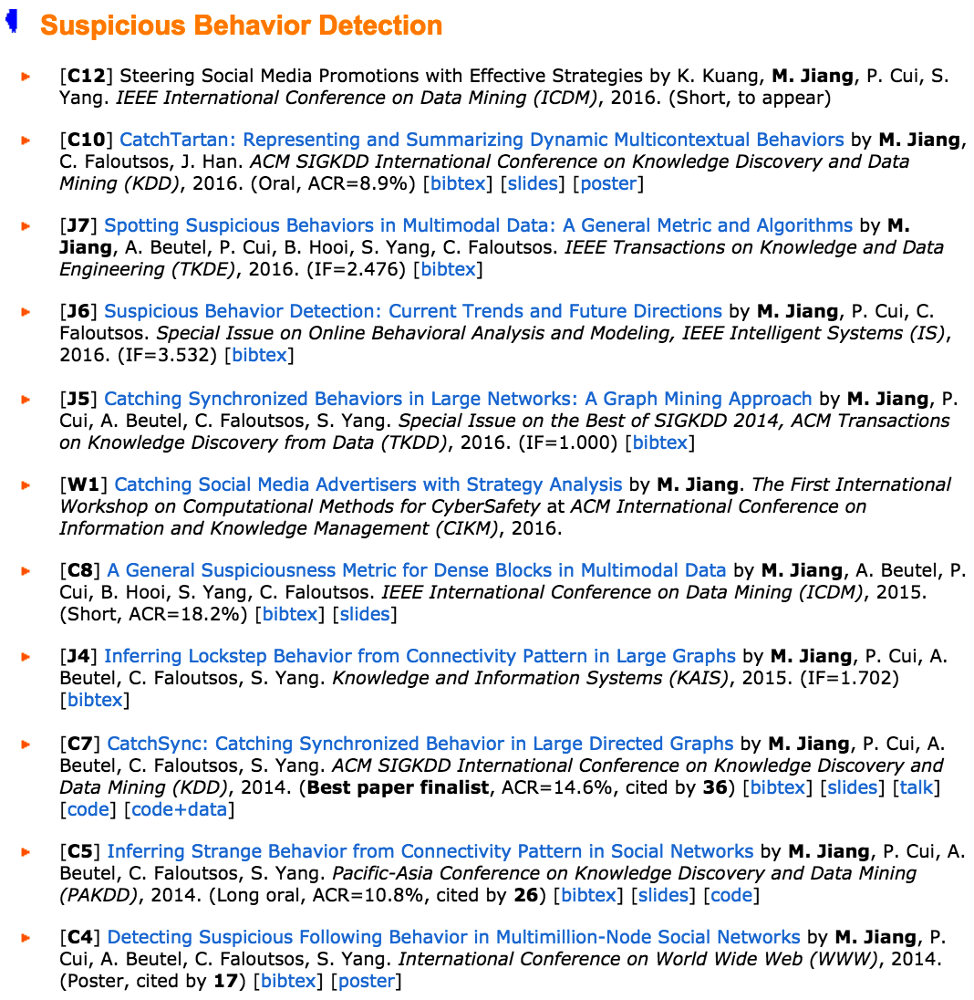 Suspicious Behavior Detection
[C12] Steering Social Media Promotions with Effective Strategies by K. Kuang, M. Jiang, P. Cui, S.
Yang. IEEE International Conference on Data Mining (ICDM), 2016. (Short, to appear)
[C10] CatchTartan: Representing and Summarizing Dynamic Multicontextual Behaviors by M. Jiang,
C. Faloutsos, J. Han. ACM SIGKDD International Conference on Knowledge Discovery and Data
Mining (KDD), 2016. (Oral, ACR=8.9%) [bibtex] [slides] [poster]
[J7] Spotting Suspicious Behaviors in Multimodal Data: A General Metric and Algorithms by M.
Jiang, A. Beutel, P. Cui, B. Hooi, S. Yang, C. Faloutsos. IEEE Transactions on Knowledge and Data
Engineering (TKDE), 2016. (IF=2.476) [bibtex]
[J6] Suspicious Behavior Detection: Current Trends and Future Directions by M. Jiang, P. Cui, C.
Faloutsos. Special Issue on Online Behavioral Analysis and Modeling, IEEE Intelligent Systems (IS),
2016. (IF=3.532) [bibtex]
[J5] Catching Synchronized Behaviors in Large Networks: A Graph Mining Approach by M. Jiang, P.
Cui, A. Beutel, C. Faloutsos, S. Yang. Special Issue on the Best of SIGKDD 2014, ACM Transactions
on Knowledge Discovery from Data (TKDD), 2016. (IF=1.000) [bibtex]
[W1] Catching Social Media Advertisers with Strategy Analysis by M. Jiang. The First International
Workshop on Computational Methods for CyberSafety at ACM International Conference on
Information and Knowledge Management (CIKM), 2016.
[C8] A General Suspiciousness Metric for Dense Blocks in Multimodal Data by M. Jiang, A. Beutel, P.
Cui, B. Hooi, S. Yang, C. Faloutsos. IEEE International Conference on Data Mining (ICDM), 2015.
(Short, ACR=18.2%) [bibtex] [slides]
[J4] Inferring Lockstep Behavior from Connectivity Pattern in Large Graphs by M. Jiang, P. Cui, A.
Beutel, C. Faloutsos, S. Yang. Knowledge and Information Systems (KAIS), 2015. (IF=1.702)
[bibtex]
[C7] CatchSync: Catching Synchronized Behavior in Large Directed Graphs by M. Jiang, P. Cui, A.
Beutel, C. Faloutsos, S. Yang. ACM SIGKDD International Conference on Knowledge Discovery and
Data Mining (KDD), 2014. (Best paper finalist, ACR=14.6%, cited by 36) [bibtex] [slides] [talk]
[code] [code+data]
[C5] Inferring Strange Behavior from Connectivity Pattern in Social Networks by M. Jiang, P. Cui, A.
Beutel, C. Faloutsos, S. Yang. Pacific-Asia Conference on Knowledge Discovery and Data Mining
(PAKDD), 2014. (Long oral, ACR=10.8%, cited by 26) [bibtex] [slides] [code]
[C4] Detecting Suspicious Following Behavior in Multimillion-Node Social Networks by M. Jiang, P.
Cui, A. Beutel, C. Faloutsos, S. Yang. International Conference on World Wide Web (WWW), 2014.
(Poster, cited by 17) [bibtex] [poster]